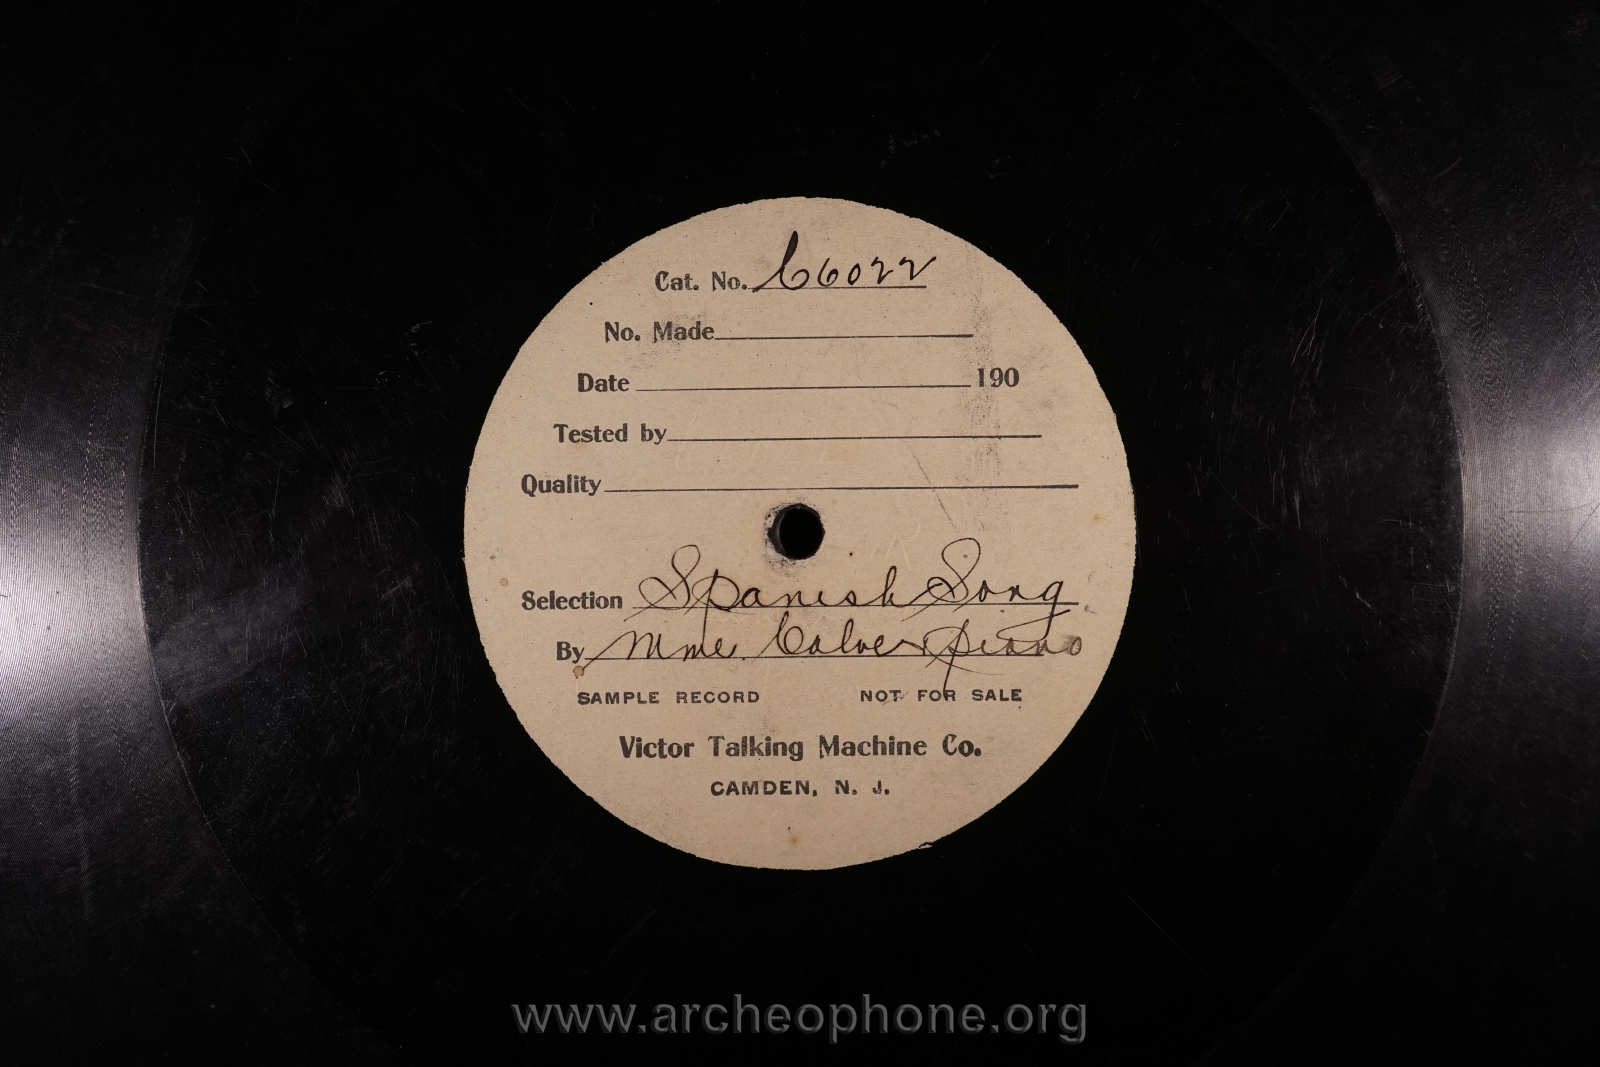 Cat. No. C6022
No. Made
Date 190
Tested by
Quality
Selection Spanish Song
By Mme Calve & piano
SAMPLE RECORD NOT FOR SALE
Victor Talking Machine Co.
CAMDEN, N. J.
www.archeophone.org